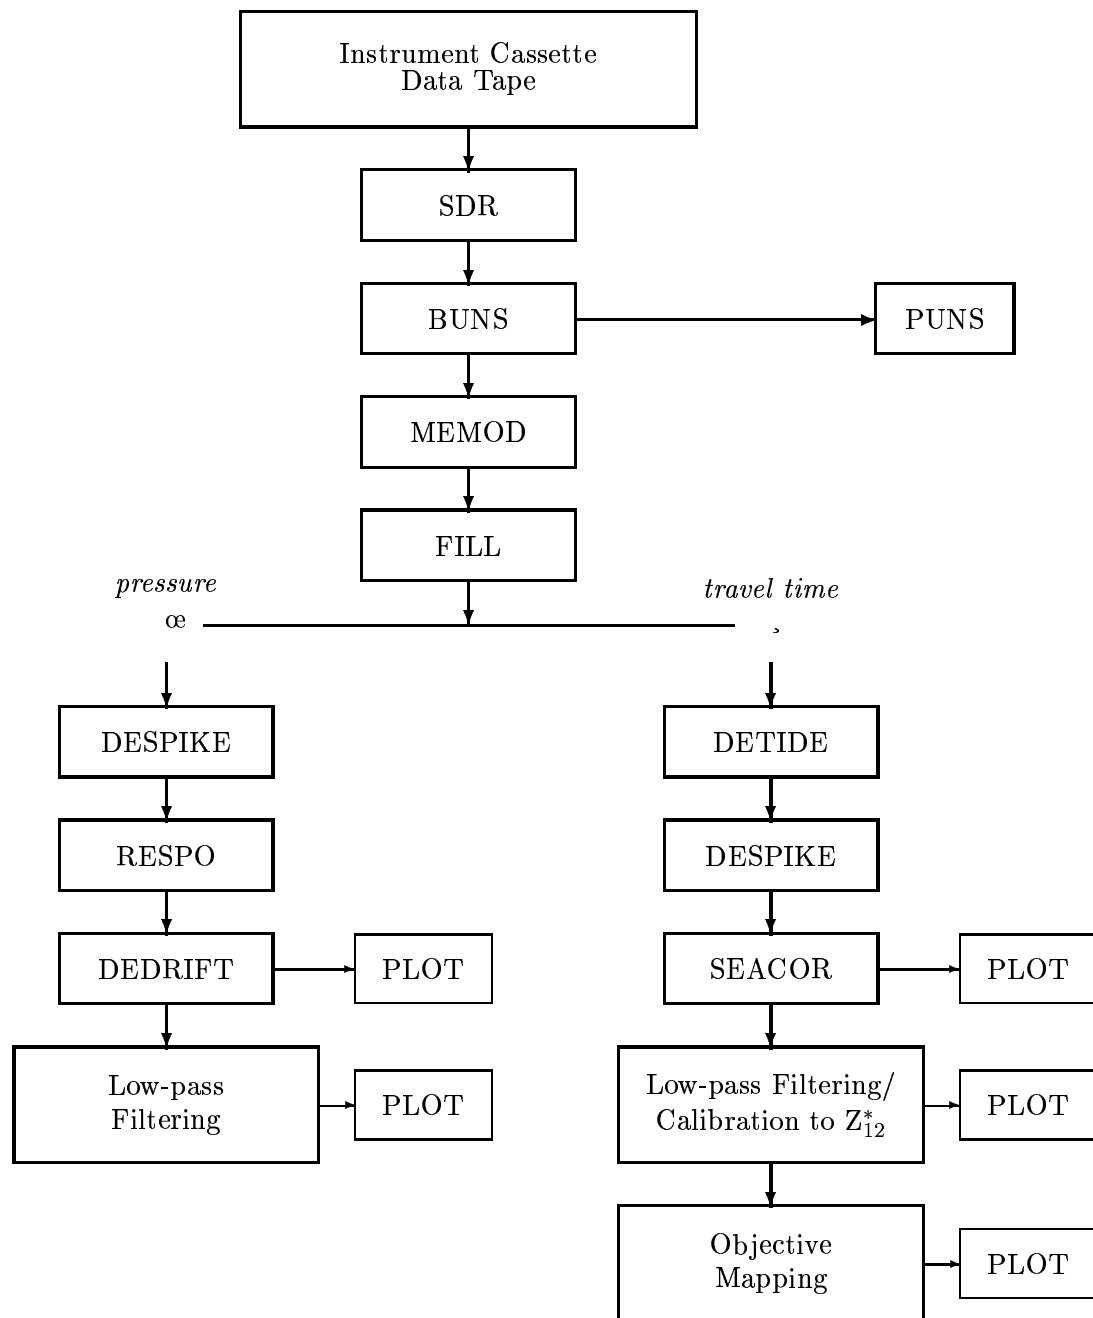 Instrument Cassette
Data Tape
SDR
BUNS
PUNS
MEMOD
FILL
pressure
travel time
œ
¸
DESPIKE
DETIDE
RESPO
DESPIKE
DEDRIFT
PLOT
SEACOR
PLOT
Low-pass
Filtering
PLOT
Low-pass Filtering/
Calibration to Z*12
PLOT
Objective
Mapping
PLOT